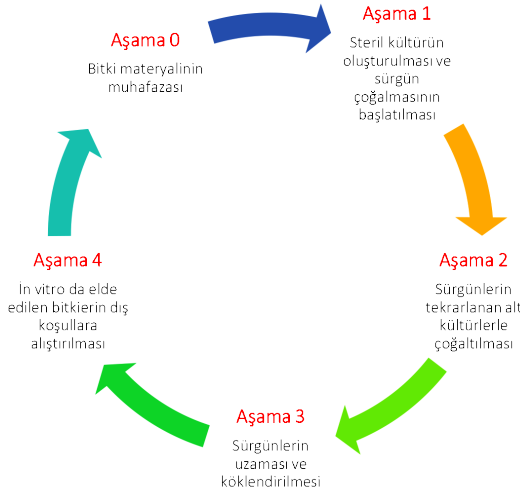 Aşama 0
Bitki materyalinin
muhafazası
Aşama 1
Steril kültürün
oluşturulması ve
sürgün
çoğalmasının
başlatılması
Aşama 2
Sürgünlerin
tekrarlanan alt
kültürlerle
çoğaltılması
Aşama 3
Sürgünlerin
uzaması ve
köklendirilmesi
Aşama 4
In vitro da elde
edilen bitkierin dış
koşullara
alıştırılması